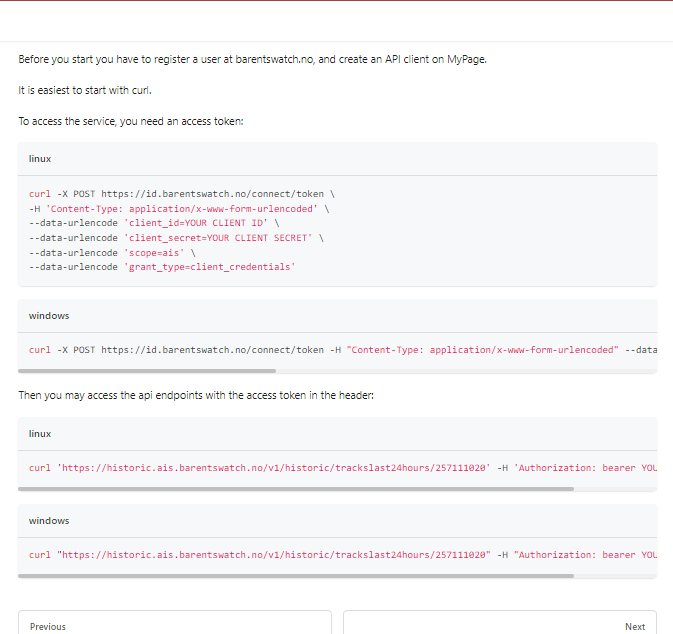 Before you start you have to register a user at barentswatch.no, and create an API client on MyPage.
It is easiest to start with curl.
To access the service, you need an access token:
linux
curl -X POST https://id.barentswatch.no/connect/token \
-H 'Content-Type: application/x-www-form-urlencoded' \
--data-urlencode 'client_id=YOUR CLIENT ID' \
--data-urlencode 'client_secret=YOUR CLIENT SECRET' \
--data-urlencode 'scope=ais' \
--data-urlencode 'grant_type=client_credentials'
windows
curl -X POST https://id.barentswatch.no/connect/token -H "Content-Type: application/x-www-form-urlencoded" --data
Then you may access the api endpoints with the access token in the header:
linux
curl 'https://historic.ais.barentswatch.no/v1/historic/trackslast24hours/257111020' -H 'Authorization: bearer YOU
windows
curl "https://historic.ais.barentswatch.no/v1/historic/trackslast24hours/257111020" -H "Authorization: bearer YOU
Previous
Next